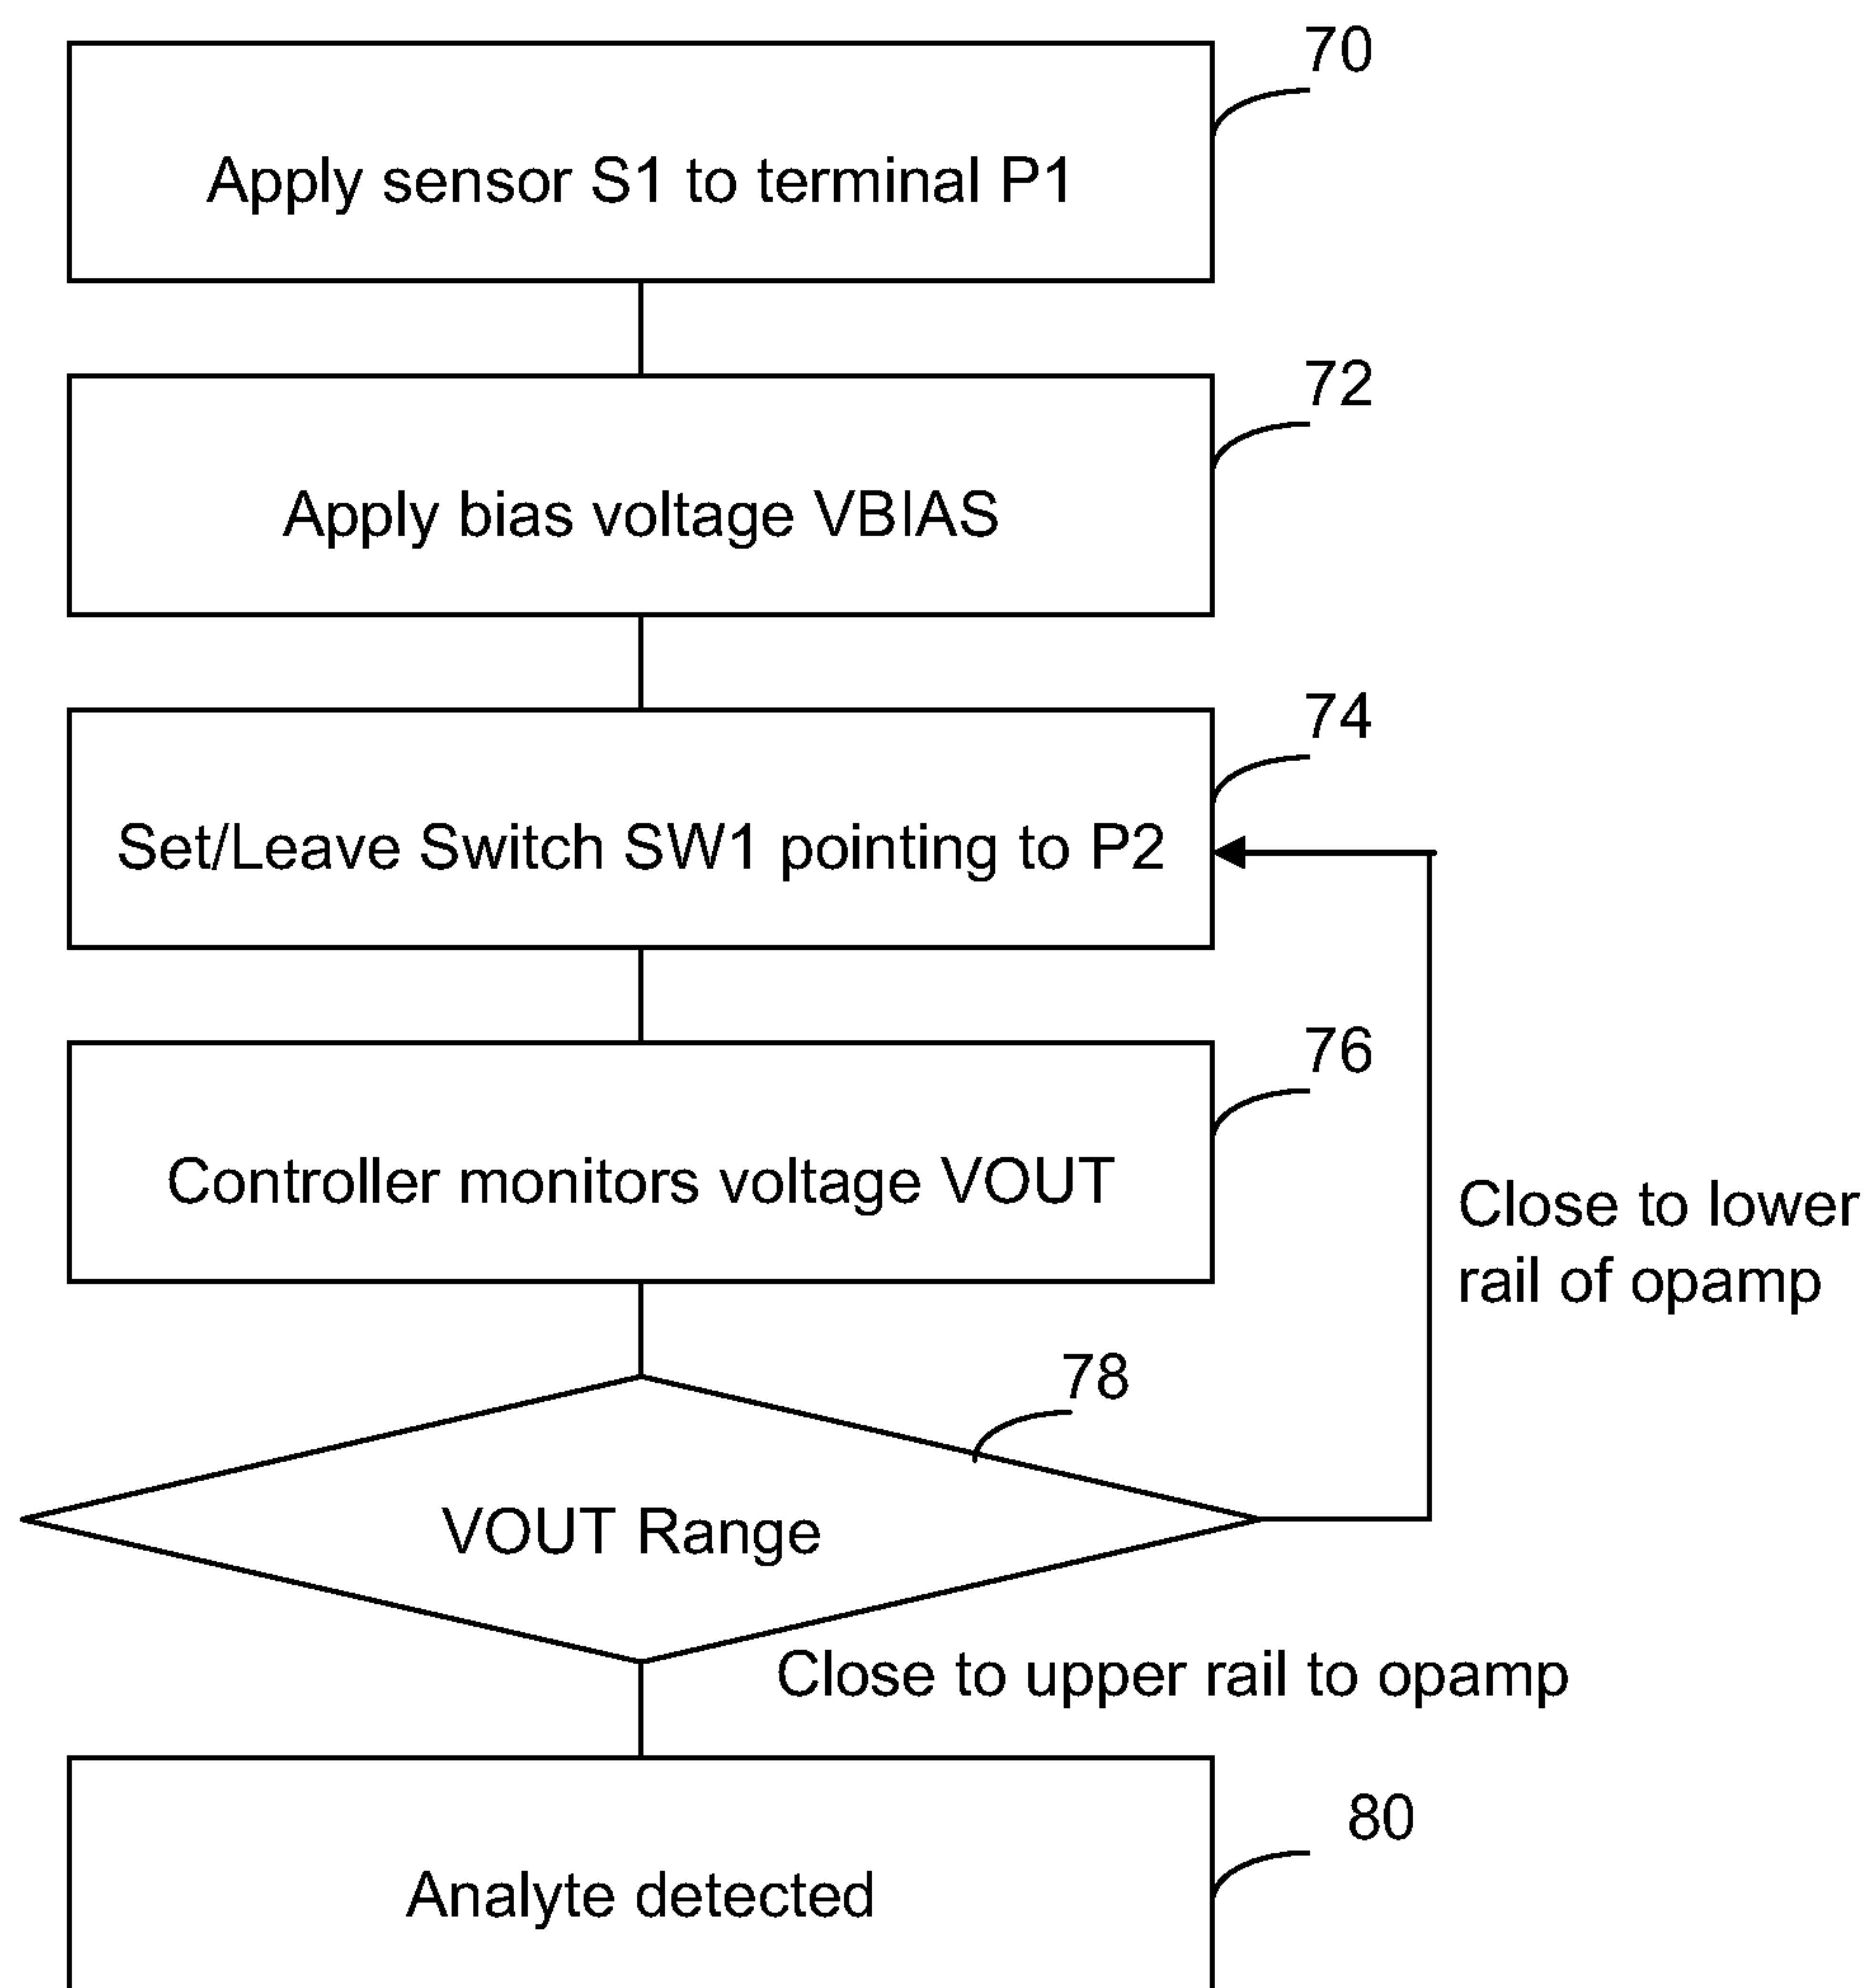 70
Apply sensor S1 to terminal P1
72
Apply bias voltage VBIAS
74
Set/Leave Switch SW1 pointing to P2
76
Controller monitors voltage VOUT
Close to lower
rail of opamp
78
VOUT Range
Close to upper rail to opamp
80
Analyte detected